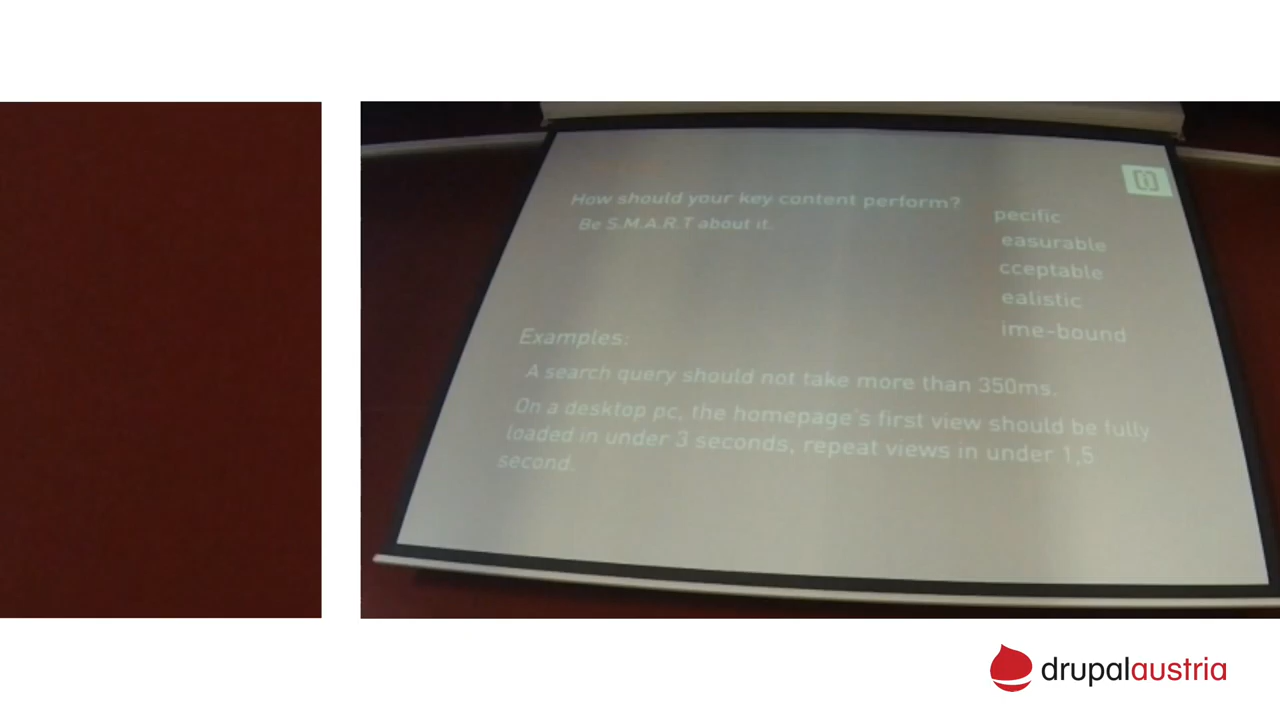 How should your key content perform?
Be S.M.A.R.T about it.
pecific
easurable
cceptable
ealistic
ime-bound
Examples:
A search query should not take more than 350ms.
On a desktop pc, the homepage's first view should be fully
loaded in under 3 seconds, repeat views in under 1,5
second.
drupalaustria